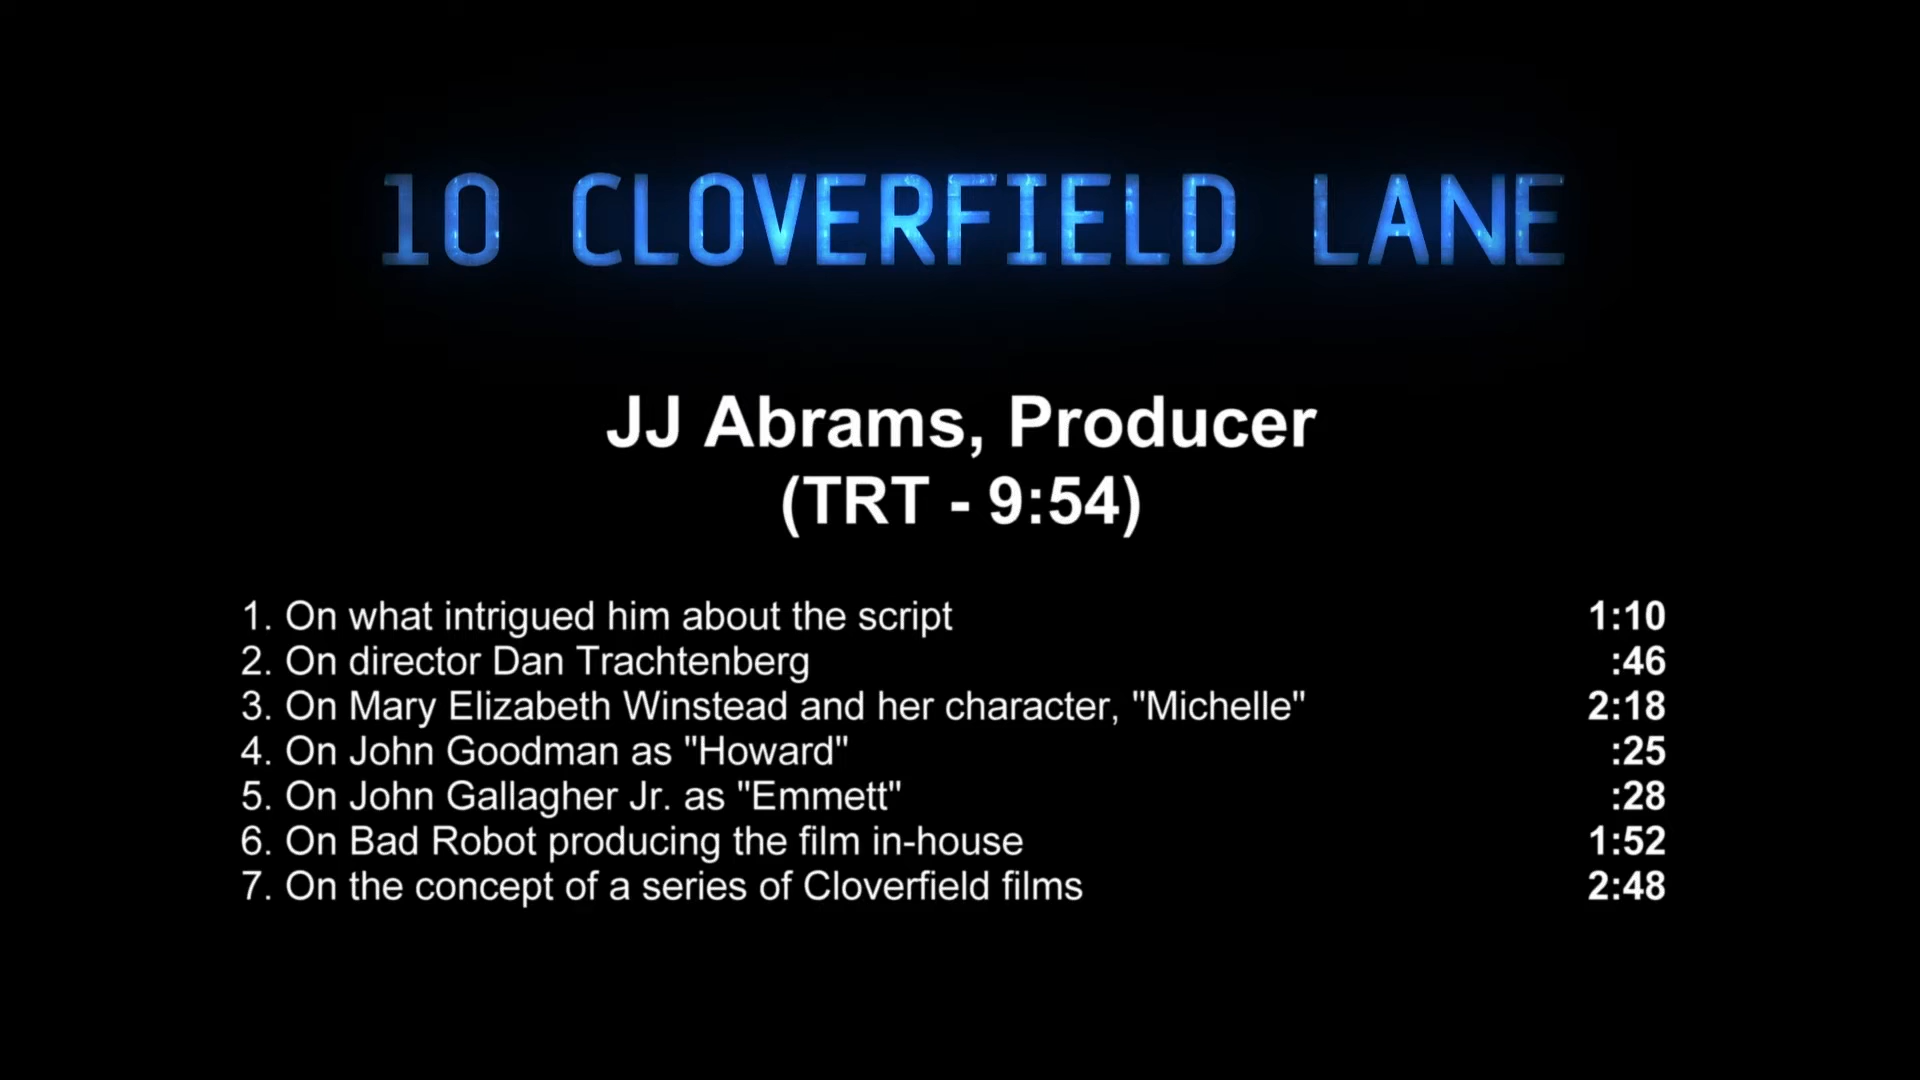 10 CLOVERFIELD LANE
JJ Abrams, Producer
(TRT - 9:54)
1. On what intrigued him about the script 1:10
2. On director Dan Trachtenberg :46
3. On Mary Elizabeth Winstead and her character, "Michelle" 2:18
4. On John Goodman as "Howard" :25
5. On John Gallagher Jr. as "Emmett" :28
6. On Bad Robot producing the film in-house 1:52
7. On the concept of a series of Cloverfield films 2:48